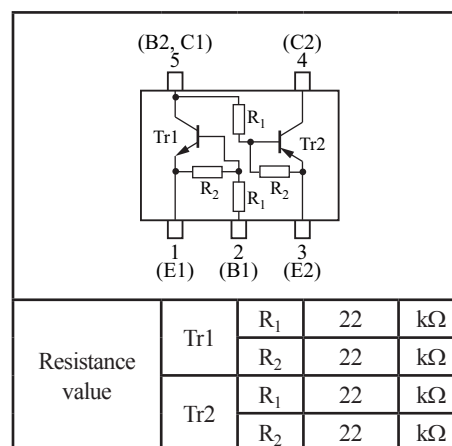 (B2, C1) (C2)
5 4
R1
Tr1 Tr2
R2 R2
R1
1 2 3
(E1) (B1) (E2)
Resistance value Tr1 R1 22 kΩ
R2 22 kΩ
Tr2 R1 22 kΩ
R2 22 kΩ